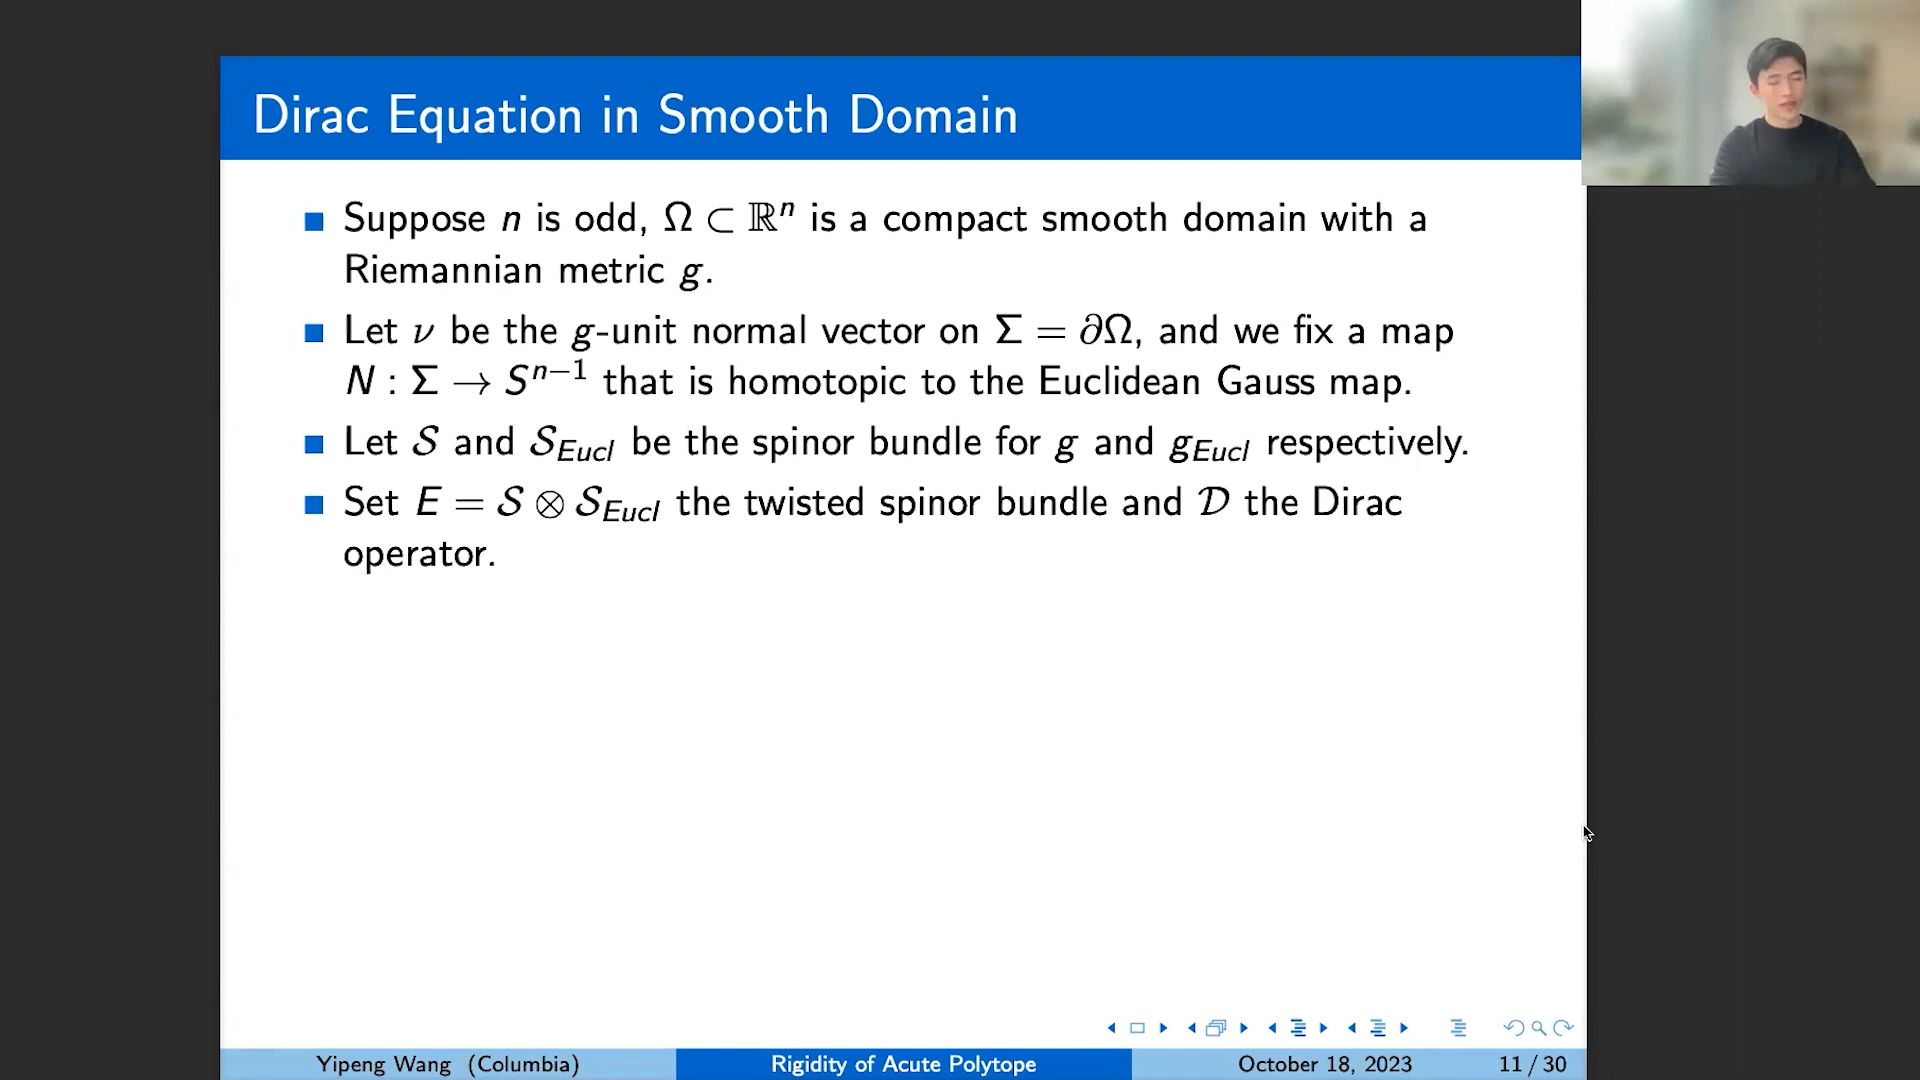 Dirac Equation in Smooth Domain
Suppose n is odd, Ω ⊂ ℝⁿ is a compact smooth domain with a
Riemannian metric g.
Let ν be the g-unit normal vector on Σ = ∂Ω, and we fix a map
N : Σ → Sⁿ⁻¹ that is homotopic to the Euclidean Gauss map.
Let 𝒮 and 𝒮_Eucl be the spinor bundle for g and g_Eucl respectively.
Set E = 𝒮 ⊗ 𝒮_Eucl the twisted spinor bundle and 𝒟 the Dirac
operator.
Yipeng Wang (Columbia) Rigidity of Acute Polytope October 18, 2023 11 / 30